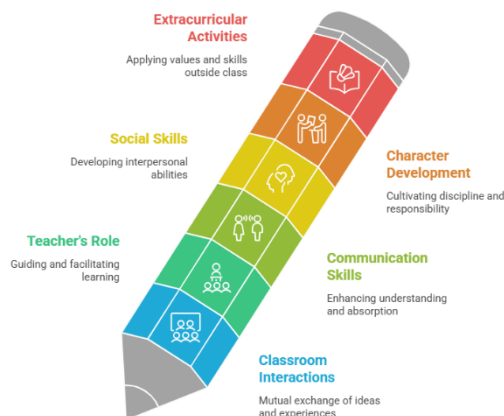 Extracurricular
Activities
Applying values and skills
outside class
Social Skills
Developing interpersonal
abilities
Character
Development
Cultivating discipline and
responsibility
Teacher's Role
Guiding and facilitating
learning
Communication
Skills
Enhancing understanding
and absorption
Classroom
Interactions
Mutual exchange of ideas
and experiences